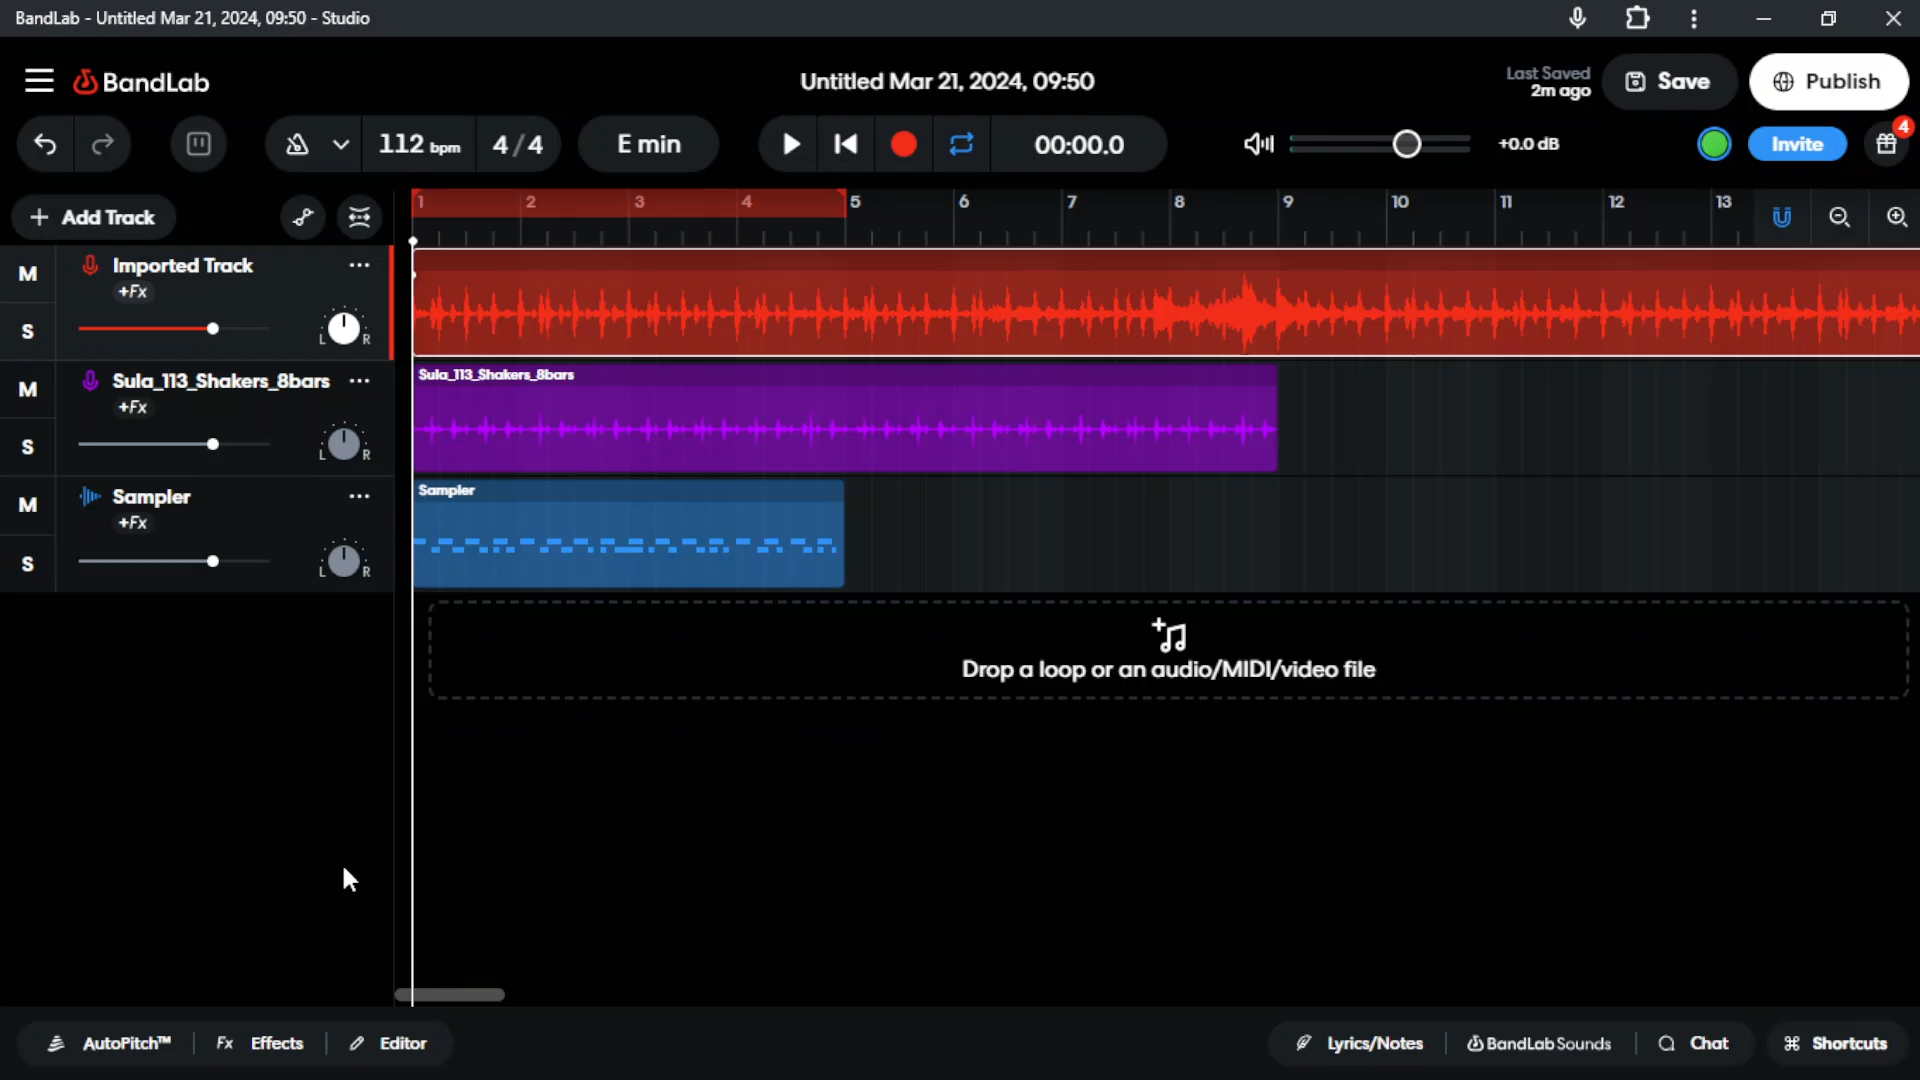 BandLab - Untitled Mar 21, 2024, 09:50 - Studio
BandLab
Untitled Mar 21, 2024, 09:50
Last Saved
2m ago
Save
Publish
112 bpm
4/4
E min
00:00.0
+0.0 dB
Invite
4
+ Add Track
1 2 3 4 5 6 7 8 9 10 11 12 13
M
Imported Track
+Fx
S
L R
M
Sula_113_Shakers_8bars
+Fx
S
L R
Sula_113_Shakers_8bars
M
Sampler
+Fx
S
L R
Sampler
Drop a loop or an audio/MIDI/video file
AutoPitch™
Fx Effects
Editor
Lyrics/Notes
BandLab Sounds
Chat
⌘ Shortcuts